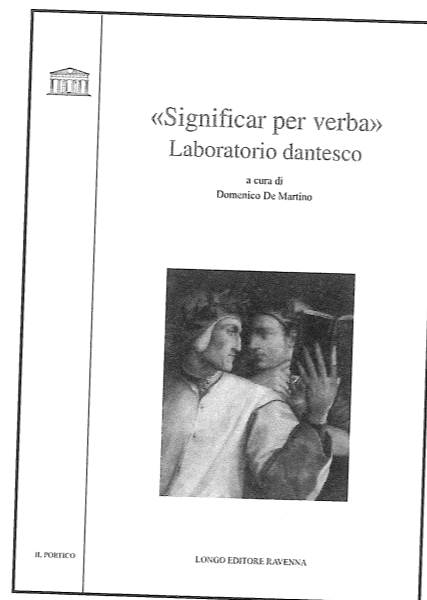 «Significar per verba»
Laboratorio dantesco
a cura di
Domenico De Martino
IL PORTICO
LONGO EDITORE RAVENNA